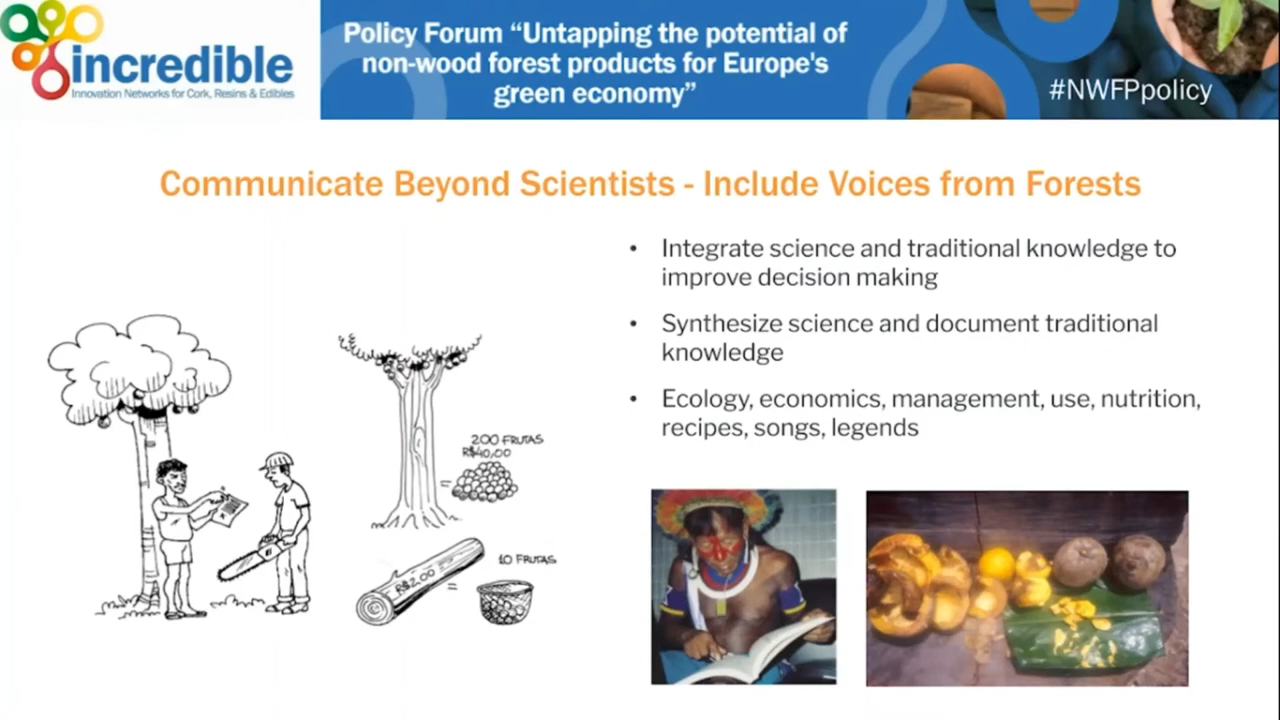 incredible
Innovation Networks for Cork, Resins & Edibles
Policy Forum “Untapping the potential of
non-wood forest products for Europe's
green economy”
#NWFPpolicy
Communicate Beyond Scientists - Include Voices from Forests
• Integrate science and traditional knowledge to
improve decision making
• Synthesize science and document traditional
knowledge
• Ecology, economics, management, use, nutrition,
recipes, songs, legends
200 FRUTAS
R$40,00
=
10 FRUTAS
R$2.00
=